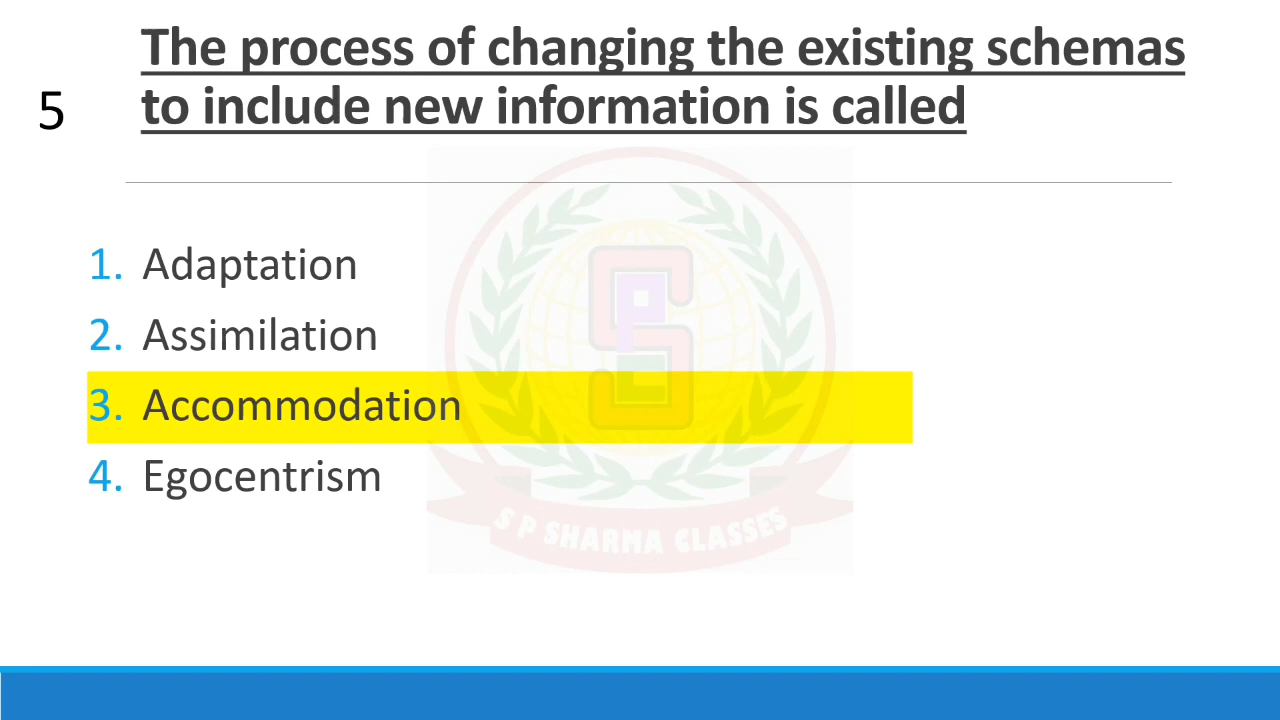 The process of changing the existing schemas
5
to include new information is called
1. Adaptation
2. Assimilation
3. Accommodation
4. Egocentrism
S P SHARMA CLASSES